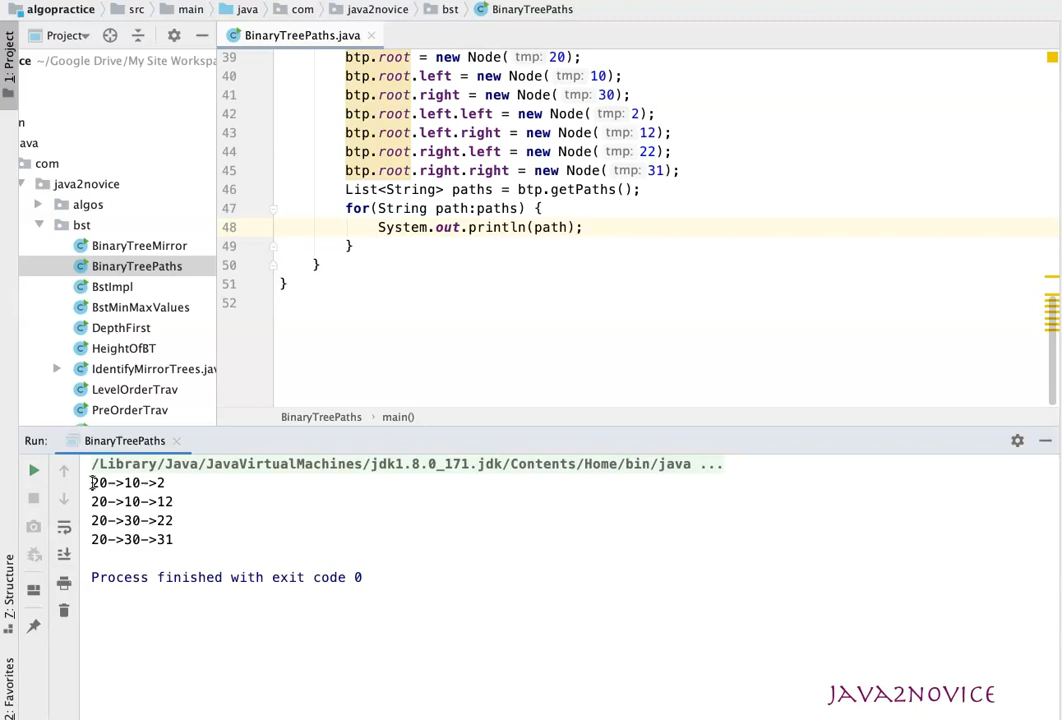 algopractice
src
main
java
com
java2novice
bst
BinaryTreePaths
1: Project
Project
BinaryTreePaths.java
ce ~/Google Drive/My Site Workspa
n
ava
com
java2novice
algos
bst
BinaryTreeMirror
BinaryTreePaths
BstImpl
BstMinMaxValues
DepthFirst
HeightOfBT
IdentifyMirrorTrees.jav
LevelOrderTrav
PreOrderTrav
39 btp.root = new Node( tmp: 20);
40 btp.root.left = new Node( tmp: 10);
41 btp.root.right = new Node( tmp: 30);
42 btp.root.left.left = new Node( tmp: 2);
43 btp.root.left.right = new Node( tmp: 12);
44 btp.root.right.left = new Node( tmp: 22);
45 btp.root.right.right = new Node( tmp: 31);
46 List<String> paths = btp.getPaths();
47 for(String path:paths) {
48 System.out.println(path);
49 }
50 }
51 }
52
BinaryTreePaths › main()
Run: BinaryTreePaths
/Library/Java/JavaVirtualMachines/jdk1.8.0_171.jdk/Contents/Home/bin/java ...
20->10->2
20->10->12
20->30->22
20->30->31
Process finished with exit code 0
7: Structure
2: Favorites
JAVA2NOVICE